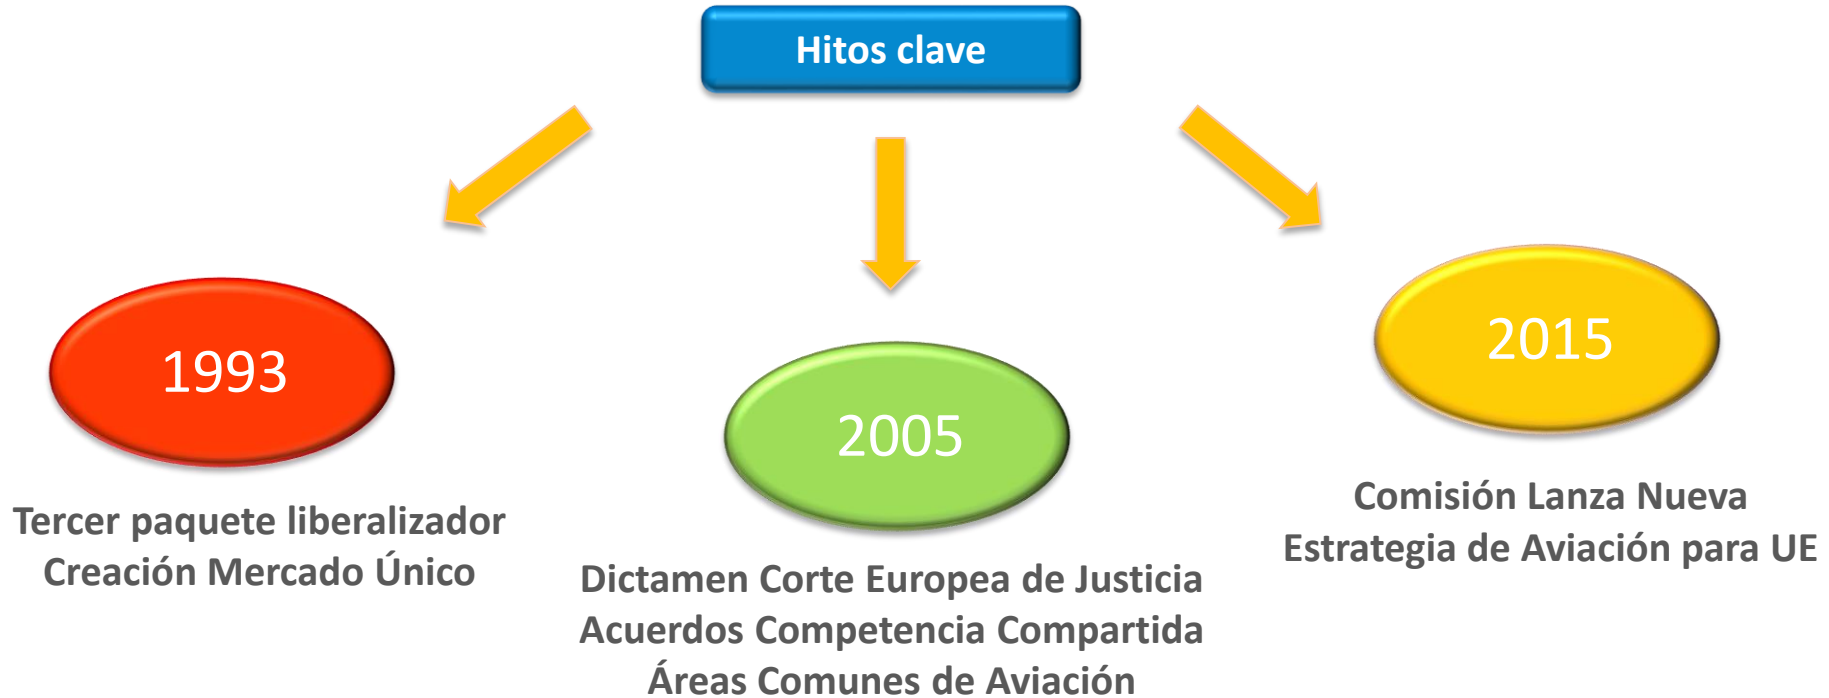 Hitos clave
1993
Tercer paquete liberalizador
Creación Mercado Único
2005
Dictamen Corte Europea de Justicia
Acuerdos Competencia Compartida
Áreas Comunes de Aviación
2015
Comisión Lanza Nueva
Estrategia de Aviación para UE